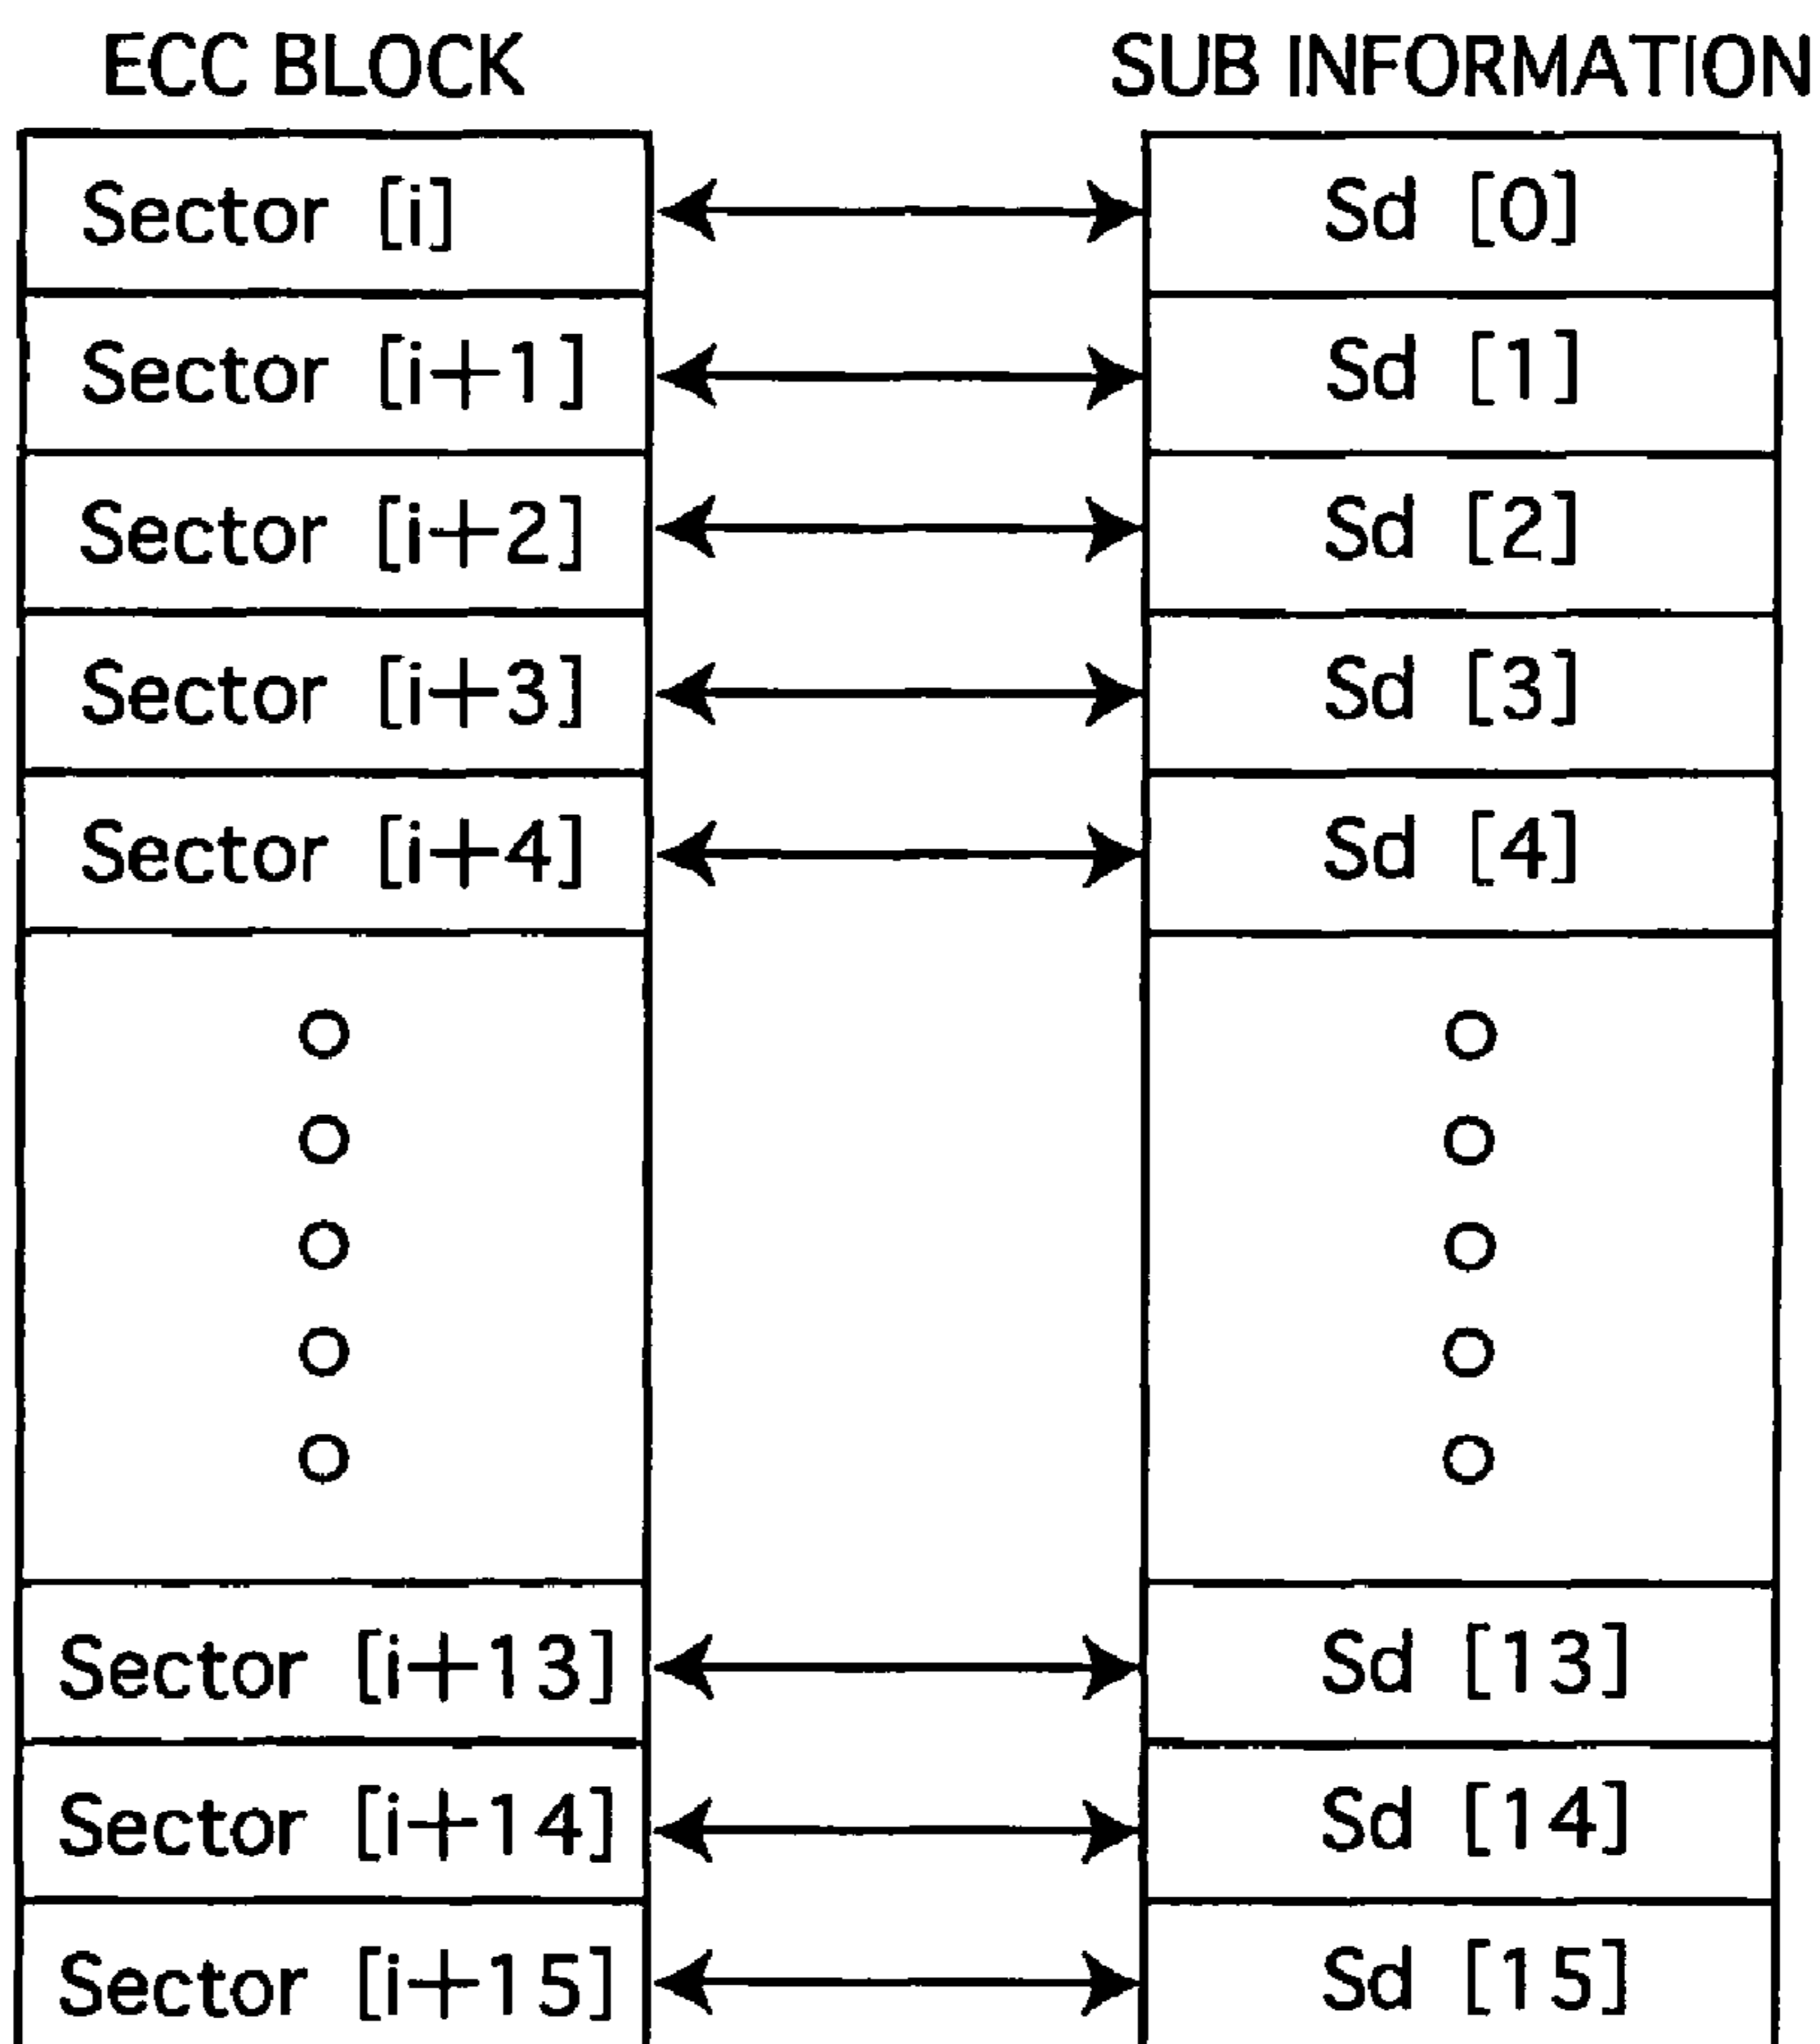 ECC BLOCK SUB INFORMATION
Sector [i] Sd [0]
Sector [i+1] Sd [1]
Sector [i+2] Sd [2]
Sector [i+3] Sd [3]
Sector [i+4] Sd [4]
Sector [i+13] Sd [13]
Sector [i+14] Sd [14]
Sector [i+15] Sd [15]